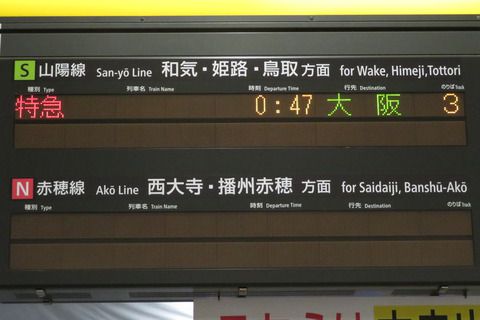 S 山陽線 San-yō Line 和気・姫路・鳥取 方面 for Wake, Himeji,Tottori
種別 Type 列車名 Train Name 時刻 Departure Time 行先 Destination のりば Track
特急 0:47 大阪 3
N 赤穂線 Akō Line 西大寺・播州赤穂 方面 for Saidaiji, Banshū-Akō
種別 Type 列車名 Train Name 時刻 Departure Time 行先 Destination のりば Track